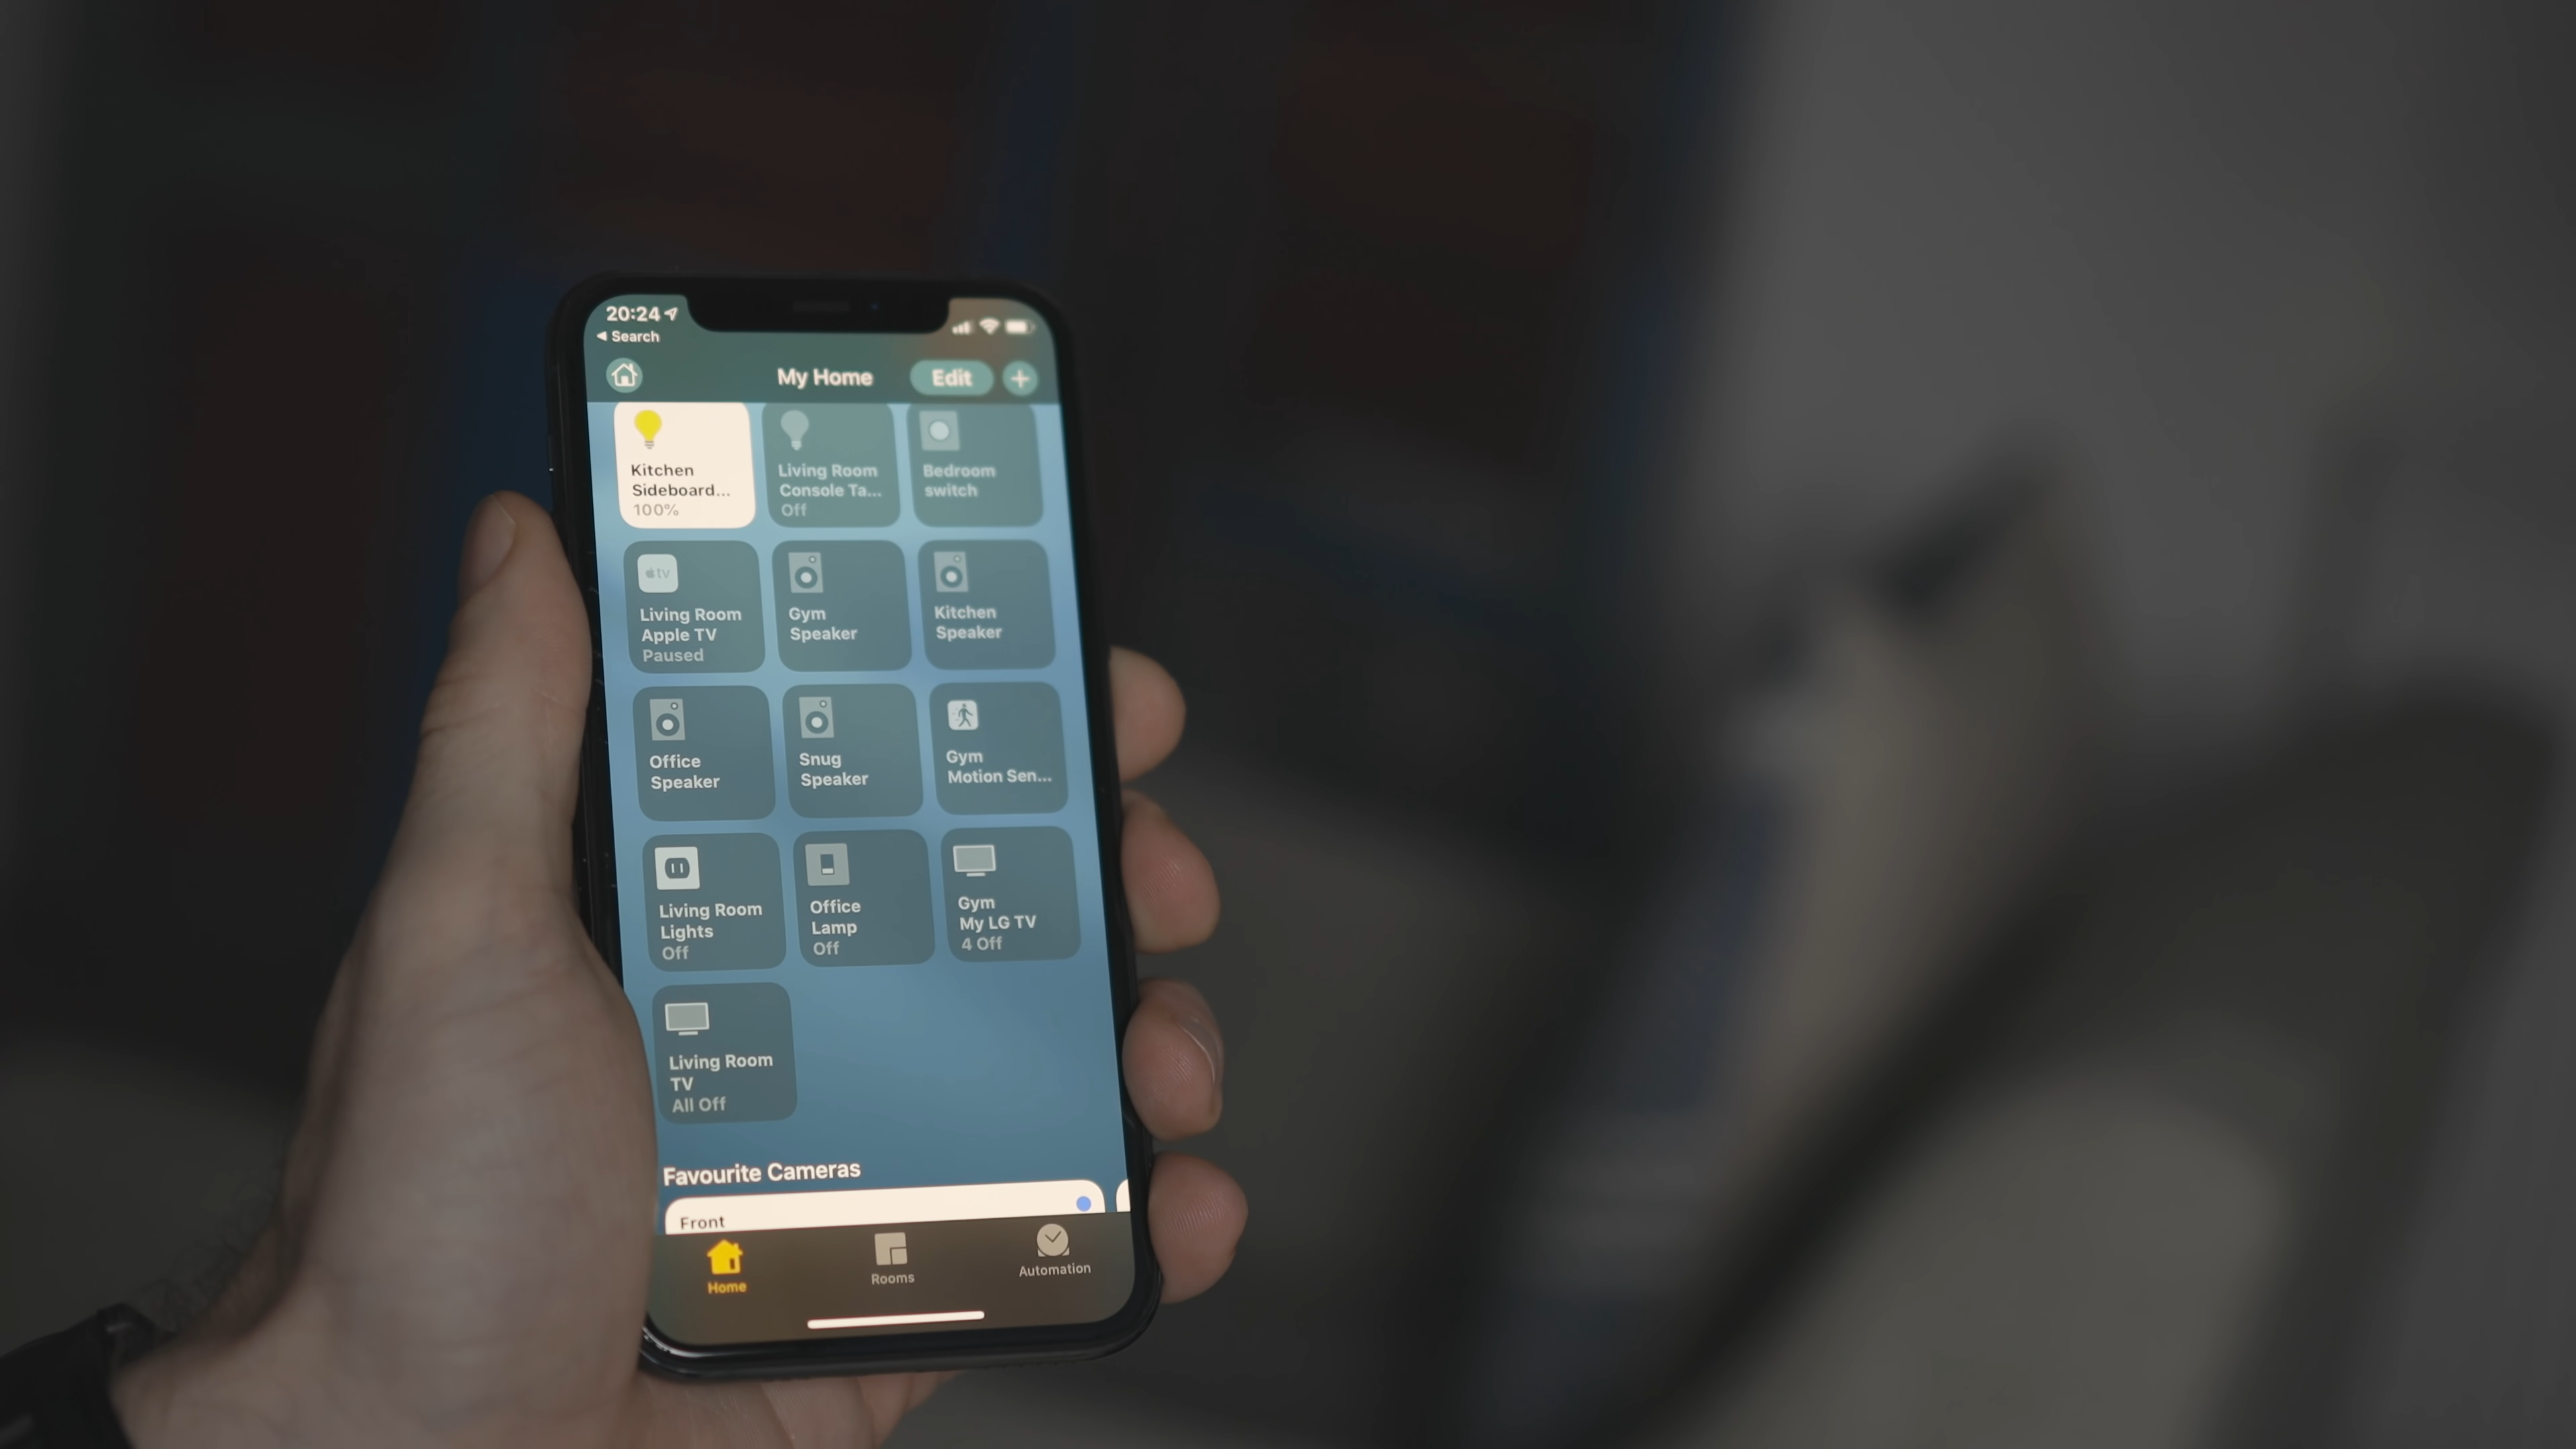 20:24
Search
My Home
Edit
Kitchen
Sideboard...
100%
Living Room
Console Ta...
Off
Bedroom
switch
tv
Living Room
Apple TV
Paused
Gym
Speaker
Kitchen
Speaker
Office
Speaker
Snug
Speaker
Gym
Motion Sen...
Living Room
Lights
Off
Office
Lamp
Off
Gym
My LG TV
4 Off
Living Room
TV
All Off
Favourite Cameras
Front
Home
Rooms
Automation